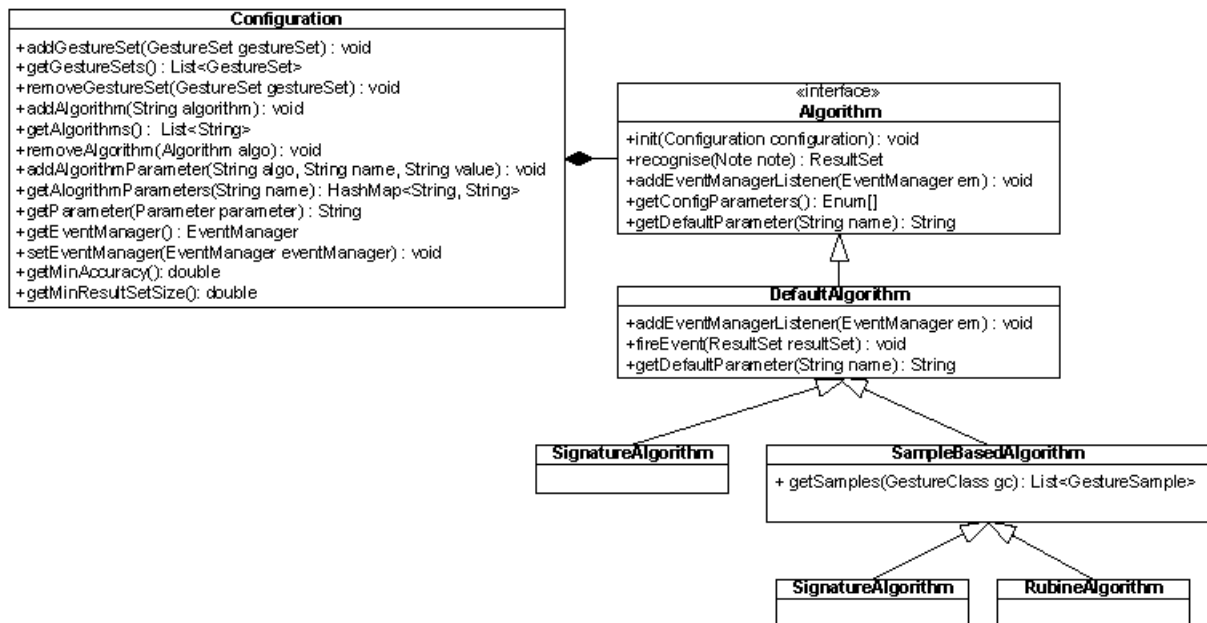 Configuration
+addGestureSet(GestureSet gestureSet) : void
+getGestureSets() : List<GestureSet>
+removeGestureSet(GestureSet gestureSet) : void
+addAlgorithm(String algorithm) : void
+getAlgorithms() : List<String>
+removeAlgorithm(Algorithm algo) : void
+addAlgorithmParameter(String algo, String name, String value) : void
+getAlogrithmParameters(String name) : HashMap<String, String>
+getParameter(Parameter parameter) : String
+getEventManager() : EventManager
+setEventManager(EventManager eventManager) : void
+getMinAccuracy(): double
+getMinResultSetSize(): double
«interface»
Algorithm
+init(Configuration configuration) : void
+recognise(Note note) : ResultSet
+addEventManagerListener(EventManager em) : void
+getConfigParameters() : Enum[]
+getDefaultParameter(String name) : String
DefaultAlgorithm
+addEventManagerListener(EventManager em) : void
+fireEvent(ResultSet resultSet) : void
+getDefaultParameter(String name) : String
SignatureAlgorithm
SampleBasedAlgorithm
+ getSamples(GestureClass gc) : List<GestureSample>
SignatureAlgorithm
RubineAlgorithm